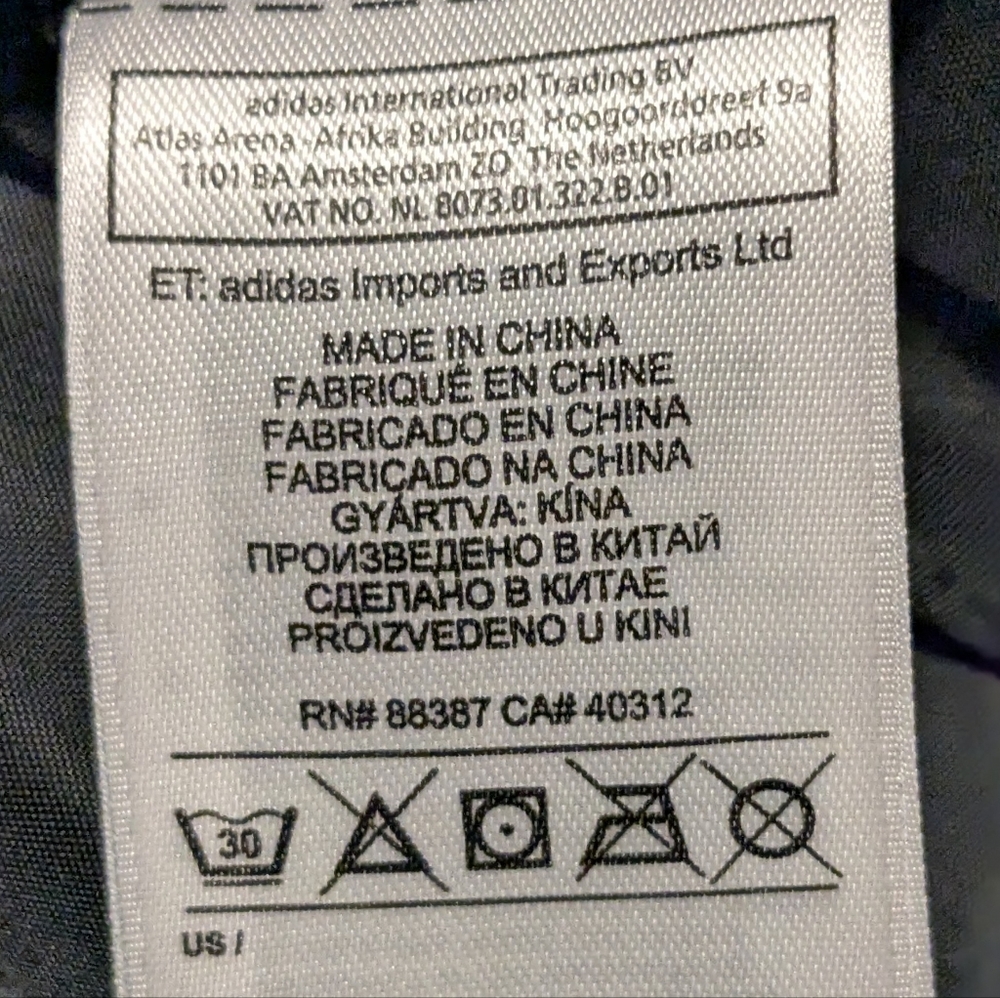 adidas International Trading BV
Atlas Arena-Afrika Building, Hoogoorddreef 9a
1101 BA Amsterdam ZO The Netherlands
VAT NO. NL 8073.01.322.B.01
ET: adidas Imports and Exports Ltd
MADE IN CHINA
FABRIQUÉ EN CHINE
FABRICADO EN CHINA
FABRICADO NA CHINA
GYÁRTVA: KÍNA
ПРОИЗВЕДЕНО В КИТАЙ
СДЕЛАНО В КИТАЕ
PROIZVEDENO U KINI
RN# 88387 CA# 40312
30
US /